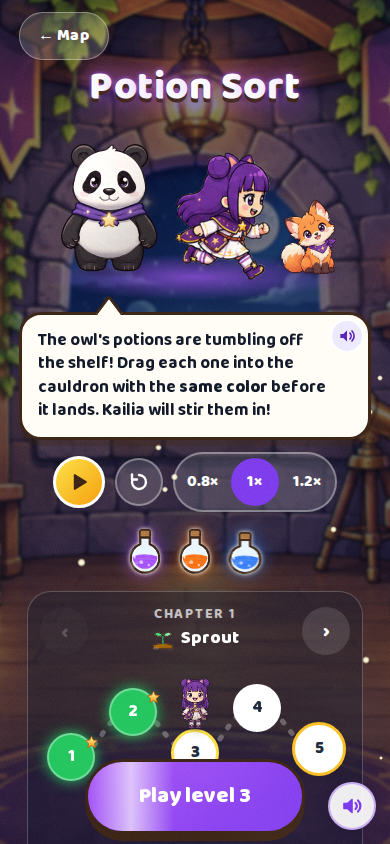 ← Map
Potion Sort
The owl's potions are tumbling off
the shelf! Drag each one into the
cauldron with the same color before
it lands. Kailia will stir them in!
0.8× 1× 1.2×
CHAPTER 1
‹ 🌱 Sprout ›
2 4
1 3 5
Play level 3